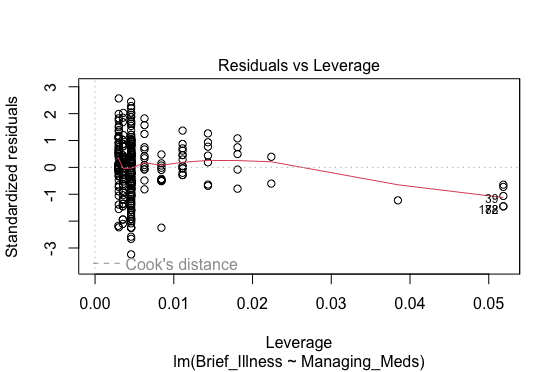 Residuals vs Leverage
Standardized residuals
3
2
1
0
-1
-3
39
Cook's distance
0.00 0.01 0.02 0.03 0.04 0.05
Leverage
lm(Brief_Illness ~ Managing_Meds)